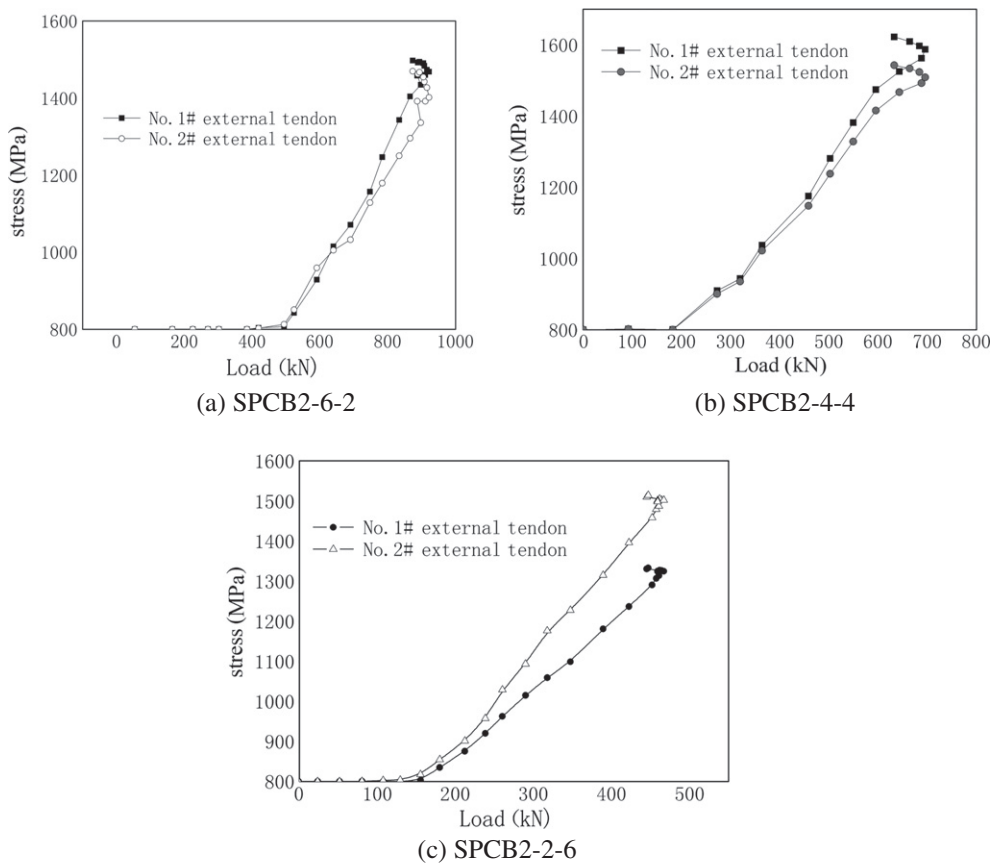 1600
1400
1200
1000
800
stress (MPa)
No. 1# external tendon
No. 2# external tendon
0 200 400 600 800 1000
Load (kN)
(a) SPCB2-6-2
1600
1400
1200
1000
800
stress (MPa)
No. 1# external tendon
No. 2# external tendon
0 100 200 300 400 500 600 700 800
Load (kN)
(b) SPCB2-4-4
1600
1500
1400
1300
1200
1100
1000
900
800
stress (MPa)
No. 1# external tendon
No. 2# external tendon
0 100 200 300 400 500
Load (kN)
(c) SPCB2-2-6